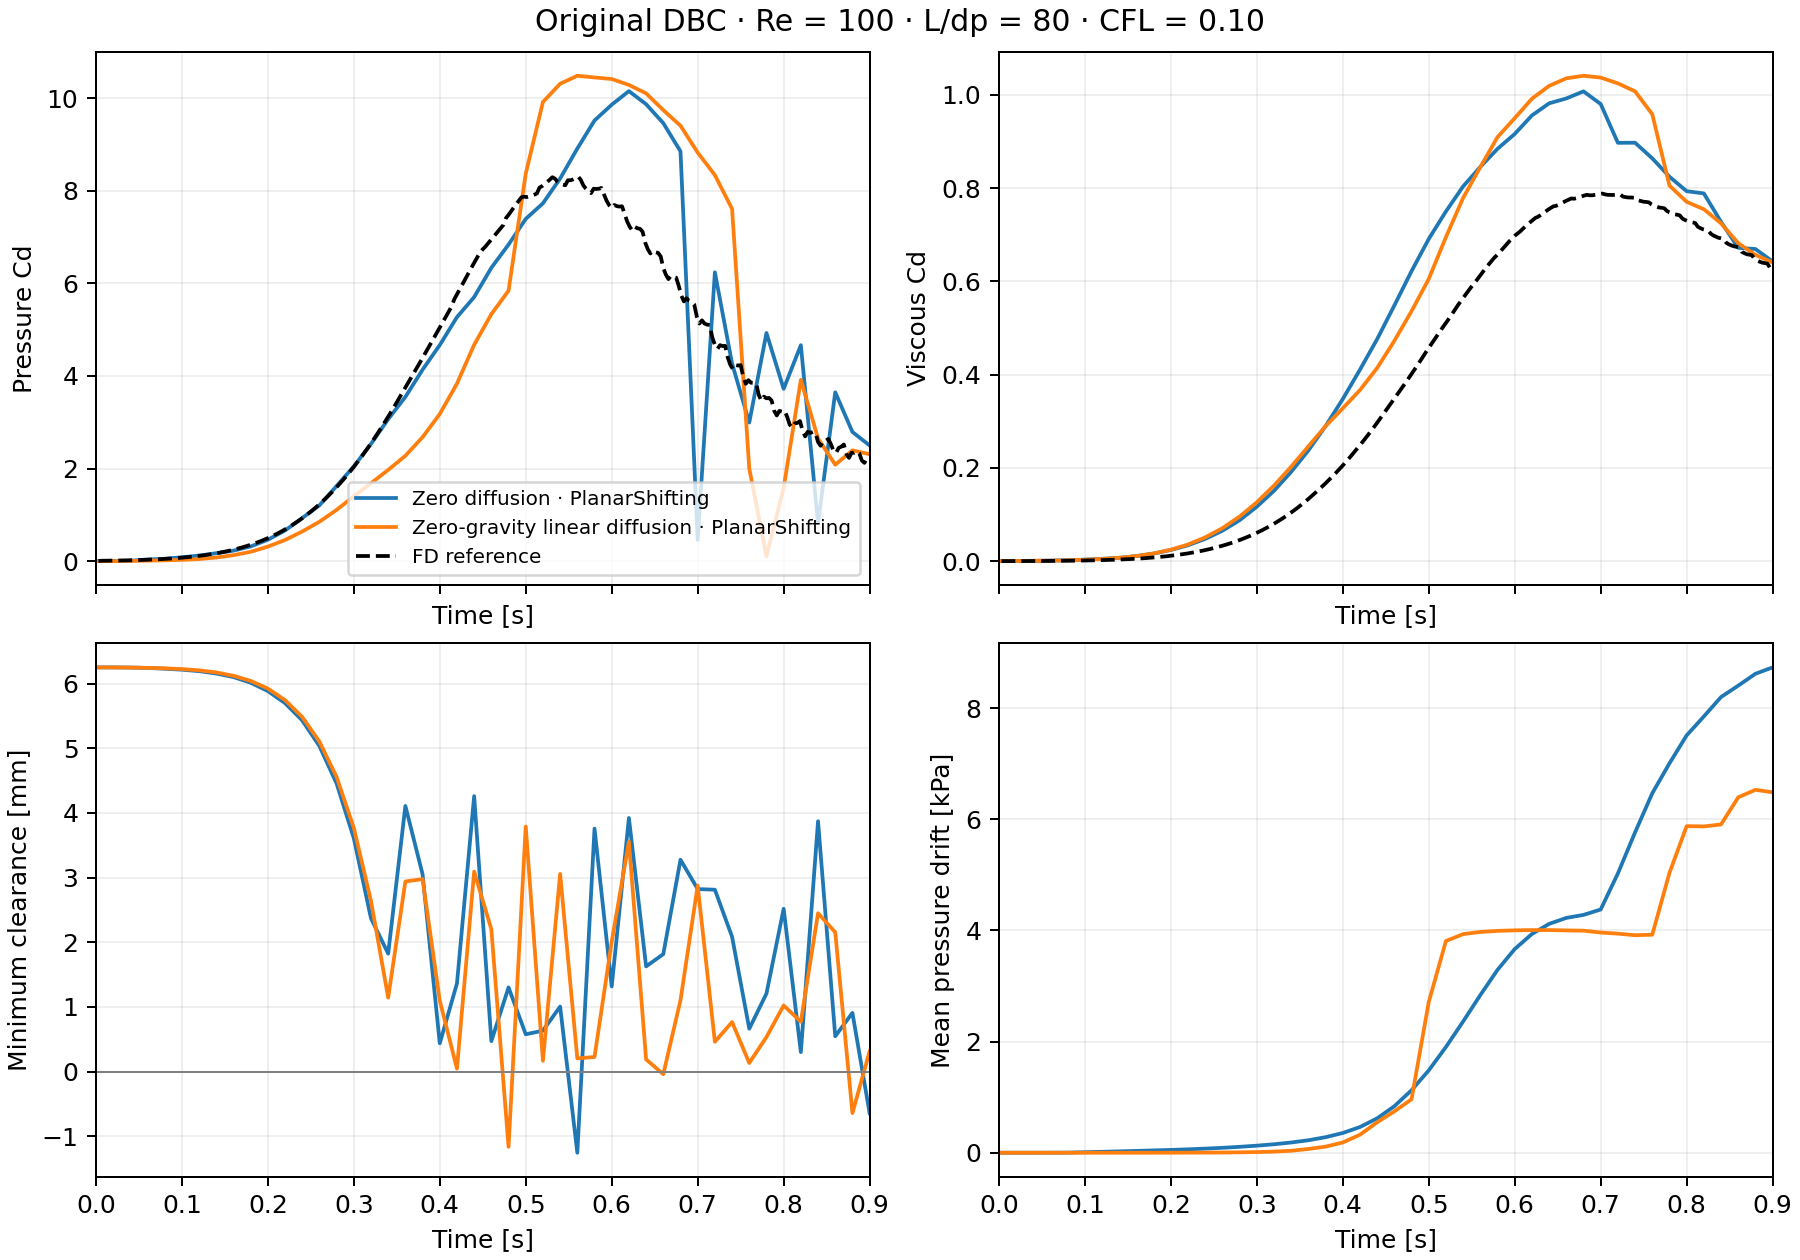 Original DBC · Re = 100 · L/dp = 80 · CFL = 0.10
Pressure Cd
10
8
6
4
2
0
Zero diffusion · PlanarShifting
Zero-gravity linear diffusion · PlanarShifting
FD reference
Time [s]
Viscous Cd
1.0
0.8
0.6
0.4
0.2
0.0
Time [s]
Minimum clearance [mm]
6
5
4
3
2
1
0
−1
0.0 0.1 0.2 0.3 0.4 0.5 0.6 0.7 0.8 0.9
Time [s]
Mean pressure drift [kPa]
8
6
4
2
0
0.0 0.1 0.2 0.3 0.4 0.5 0.6 0.7 0.8 0.9
Time [s]